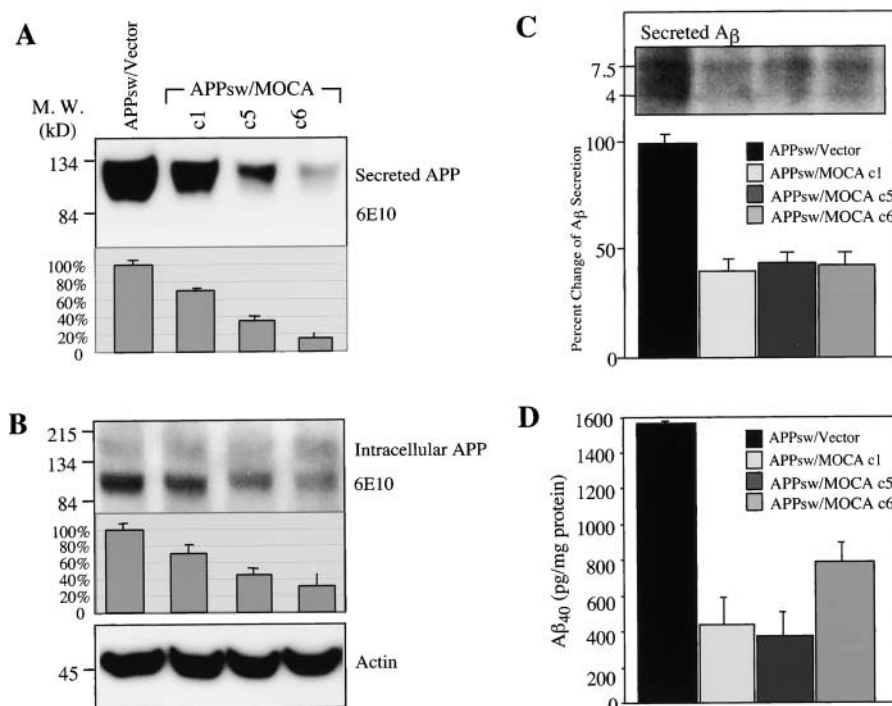 A
APPsw/Vector
APPsw/MOCA
c1
c5
c6
M. W.
(kD)
134
84
Secreted APP
6E10
100%
80%
60%
40%
20%
0
B
215
134
84
Intracellular APP
6E10
100%
80%
60%
40%
20%
0
45
Actin
C
Secreted Aβ
7.5
4
Percent Change of Aβ Secretion
100
50
0
APPsw/Vector
APPsw/MOCA c1
APPsw/MOCA c5
APPsw/MOCA c6
D
Aβ40 (pg/mg protein)
1600
1400
1200
1000
800
600
400
200
0
APPsw/Vector
APPsw/MOCA c1
APPsw/MOCA c5
APPsw/MOCA c6